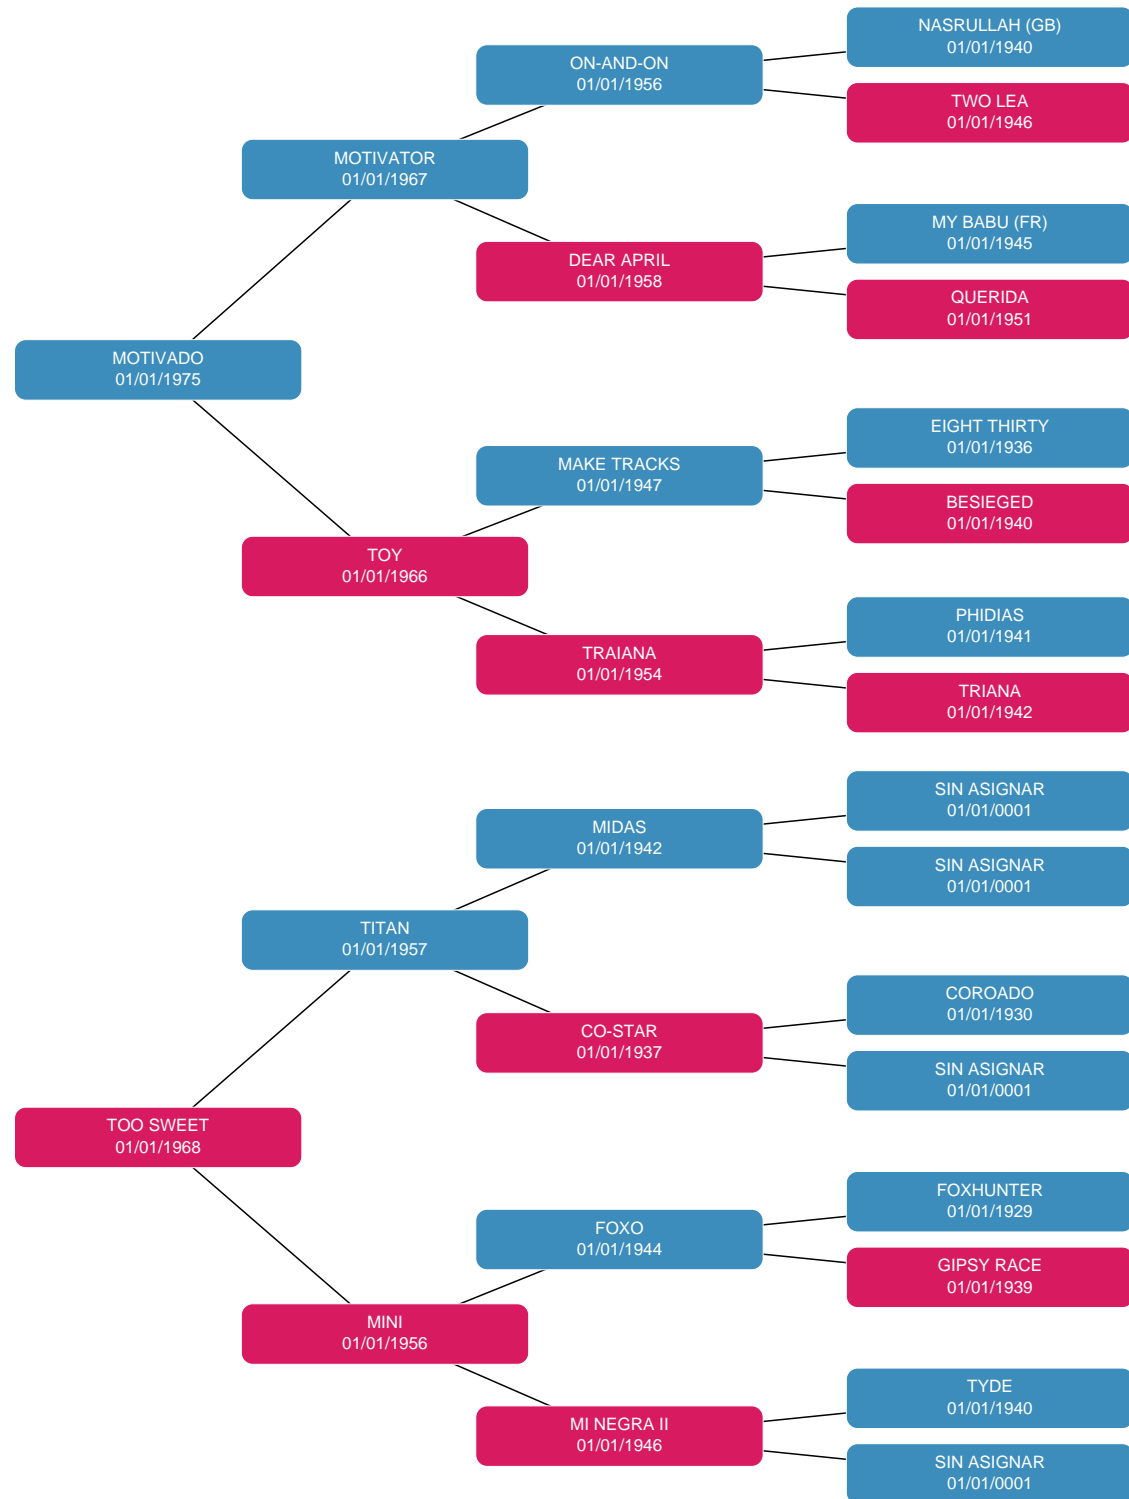 NASRULLAH (GB)
01/01/1940
ON-AND-ON
01/01/1956
TWO LEA
01/01/1946
MOTIVATOR
01/01/1967
MY BABU (FR)
01/01/1945
DEAR APRIL
01/01/1958
QUERIDA
01/01/1951
MOTIVADO
01/01/1975
EIGHT THIRTY
01/01/1936
MAKE TRACKS
01/01/1947
BESIEGED
01/01/1940
TOY
01/01/1966
PHIDIAS
01/01/1941
TRAIANA
01/01/1954
TRIANA
01/01/1942
SIN ASIGNAR
01/01/0001
MIDAS
01/01/1942
SIN ASIGNAR
01/01/0001
TITAN
01/01/1957
COROADO
01/01/1930
CO-STAR
01/01/1937
SIN ASIGNAR
01/01/0001
TOO SWEET
01/01/1968
FOXHUNTER
01/01/1929
FOXO
01/01/1944
GIPSY RACE
01/01/1939
MINI
01/01/1956
TYDE
01/01/1940
MI NEGRA II
01/01/1946
SIN ASIGNAR
01/01/0001